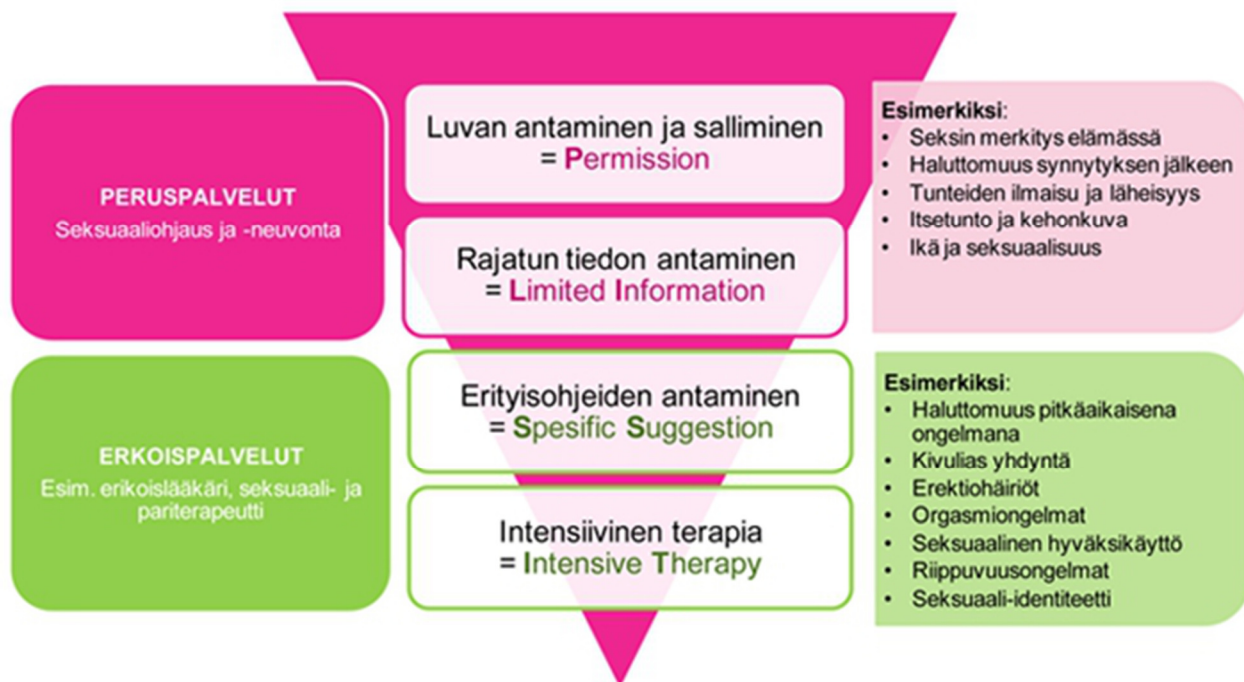 PERUSPALVELUT
Seksuaaliohjaus ja -neuvonta
Luvan antaminen ja salliminen
= Permission
Rajatun tiedon antaminen
= Limited Information
Esimerkiksi:
• Seksin merkitys elämässä
• Haluttomuus synnytyksen jälkeen
• Tunteiden ilmaisu ja läheisyys
• Itsetunto ja kehonkuva
• Ikä ja seksuaalisuus
ERKOISPALVELUT
Esim. erikoislääkäri, seksuaali- ja
pariterapeutti
Erityisohjeiden antaminen
= Spesific Suggestion
Intensiivinen terapia
= Intensive Therapy
Esimerkiksi:
• Haluttomuus pitkäaikaisena
ongelmana
• Kivulias yhdyntä
• Erektiohäiriöt
• Orgasmiongelmat
• Seksuaalinen hyväksikäyttö
• Riippuvuusongelmat
• Seksuaali-identiteetti